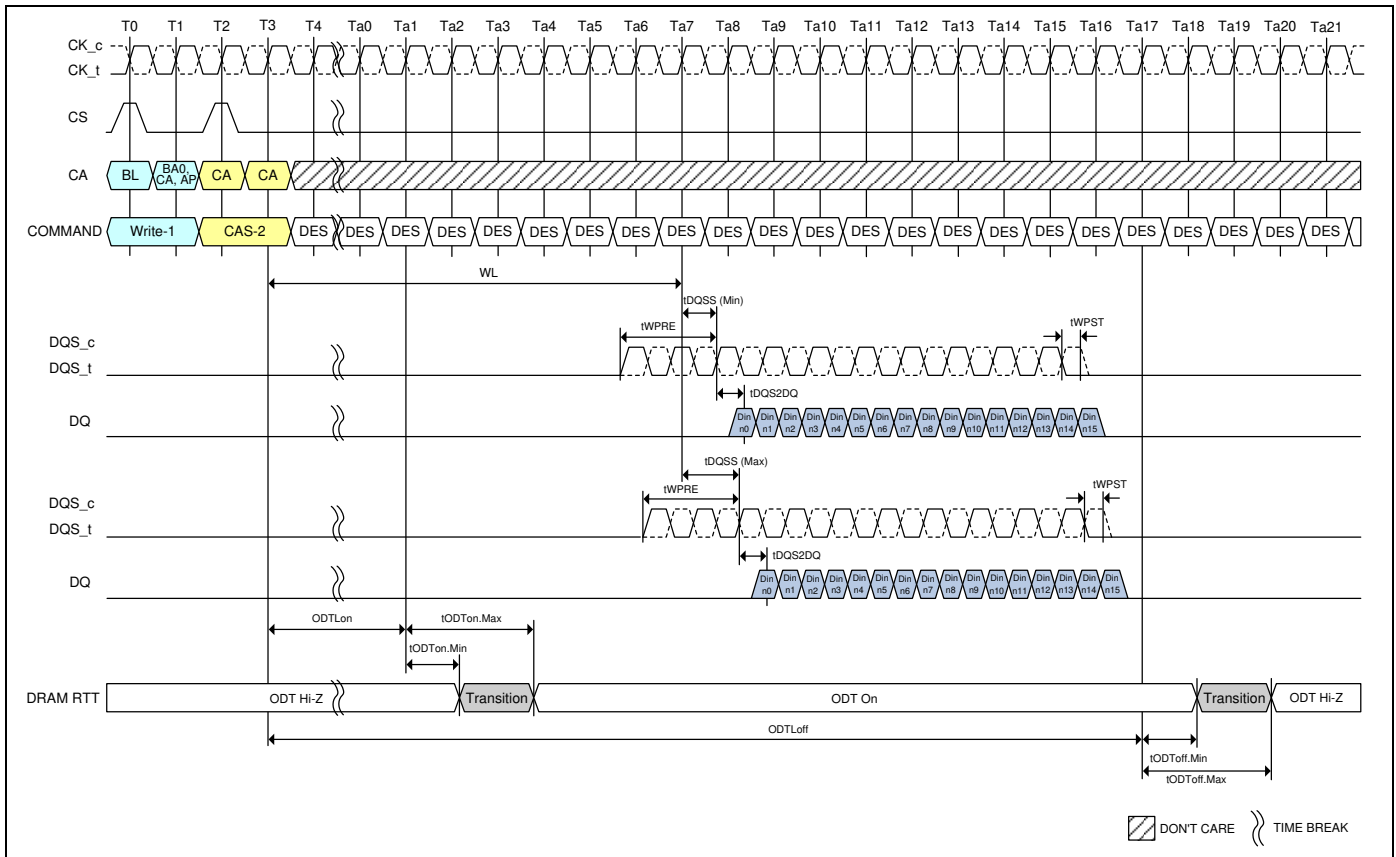 T0 T1 T2 T3 T4 Ta0 Ta1 Ta2 Ta3 Ta4 Ta5 Ta6 Ta7 Ta8 Ta9 Ta10 Ta11 Ta12 Ta13 Ta14 Ta15 Ta16 Ta17 Ta18 Ta19 Ta20 Ta21
CK_c
CK_t
CS
CA BL BA0, CA, AP CA CA
COMMAND Write-1 CAS-2 DES DES DES DES DES DES DES DES DES DES DES DES DES DES DES DES DES DES DES DES DES DES DES
WL
tDQSS (Min)
tWPRE tWPST
DQS_c
DQS_t
tDQS2DQ
DQ Din n0 Din n1 Din n2 Din n3 Din n4 Din n5 Din n6 Din n7 Din n8 Din n9 Din n10 Din n11 Din n12 Din n13 Din n14 Din n15
tDQSS (Max)
tWPRE tWPST
DQS_c
DQS_t
tDQS2DQ
DQ Din n0 Din n1 Din n2 Din n3 Din n4 Din n5 Din n6 Din n7 Din n8 Din n9 Din n10 Din n11 Din n12 Din n13 Din n14 Din n15
ODTLon tODTon.Max
tODTon.Min
DRAM RTT ODT Hi-Z Transition ODT On Transition ODT Hi-Z
ODTLoff
tODToff.Min
tODToff.Max
DON'T CARE TIME BREAK